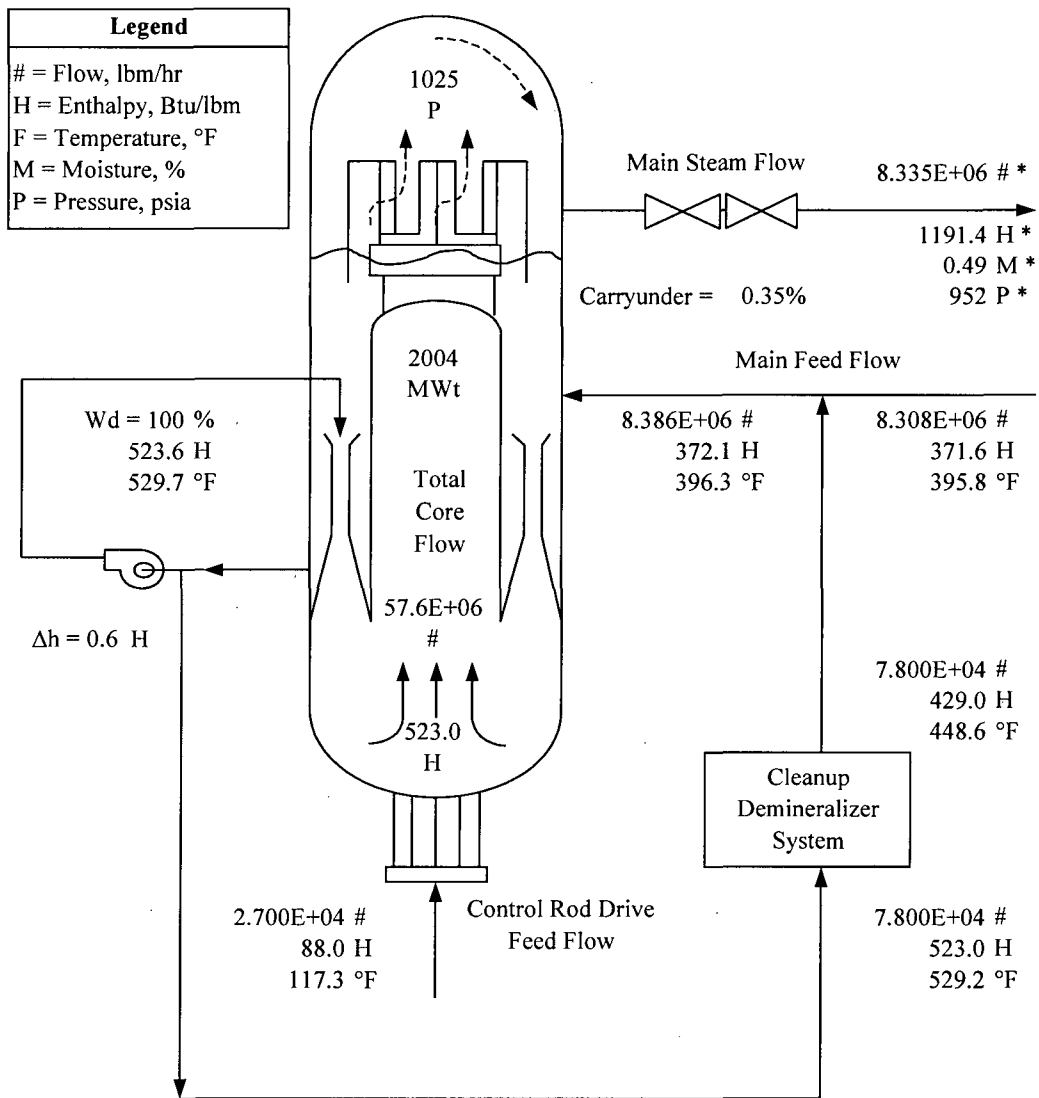 Legend
# = Flow, lbm/hr
H = Enthalpy, Btu/lbm
F = Temperature, °F
M = Moisture, %
P = Pressure, psia
1025
P
Main Steam Flow
8.335E+06 # *
1191.4 H *
0.49 M *
952 P *
Carryunder = 0.35%
2004
MWt
Main Feed Flow
Wd = 100 %
523.6 H
529.7 °F
8.386E+06 #
372.1 H
396.3 °F
8.308E+06 #
371.6 H
395.8 °F
Total
Core
Flow
57.6E+06
#
Δh = 0.6 H
523.0
H
7.800E+04 #
429.0 H
448.6 °F
Cleanup
Demineralizer
System
2.700E+04 #
88.0 H
117.3 °F
Control Rod Drive
Feed Flow
7.800E+04 #
523.0 H
529.2 °F